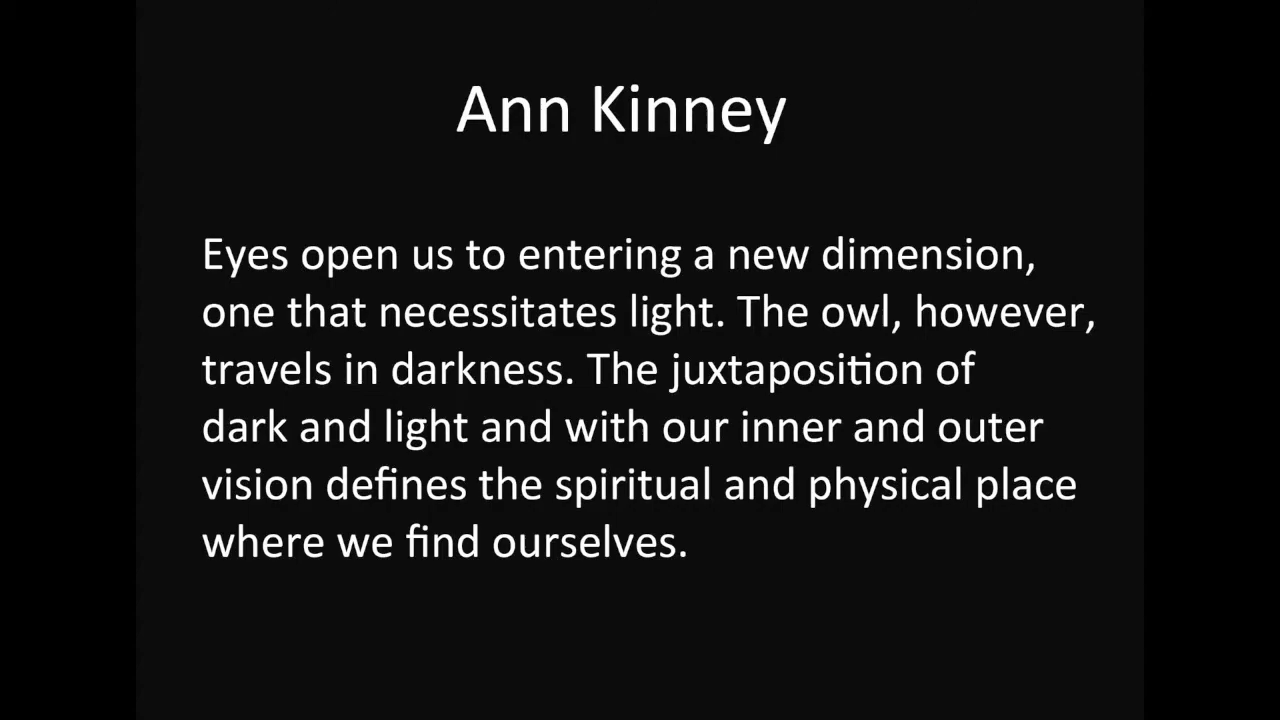 Ann Kinney
Eyes open us to entering a new dimension,
one that necessitates light. The owl, however,
travels in darkness. The juxtaposition of
dark and light and with our inner and outer
vision defines the spiritual and physical place
where we find ourselves.